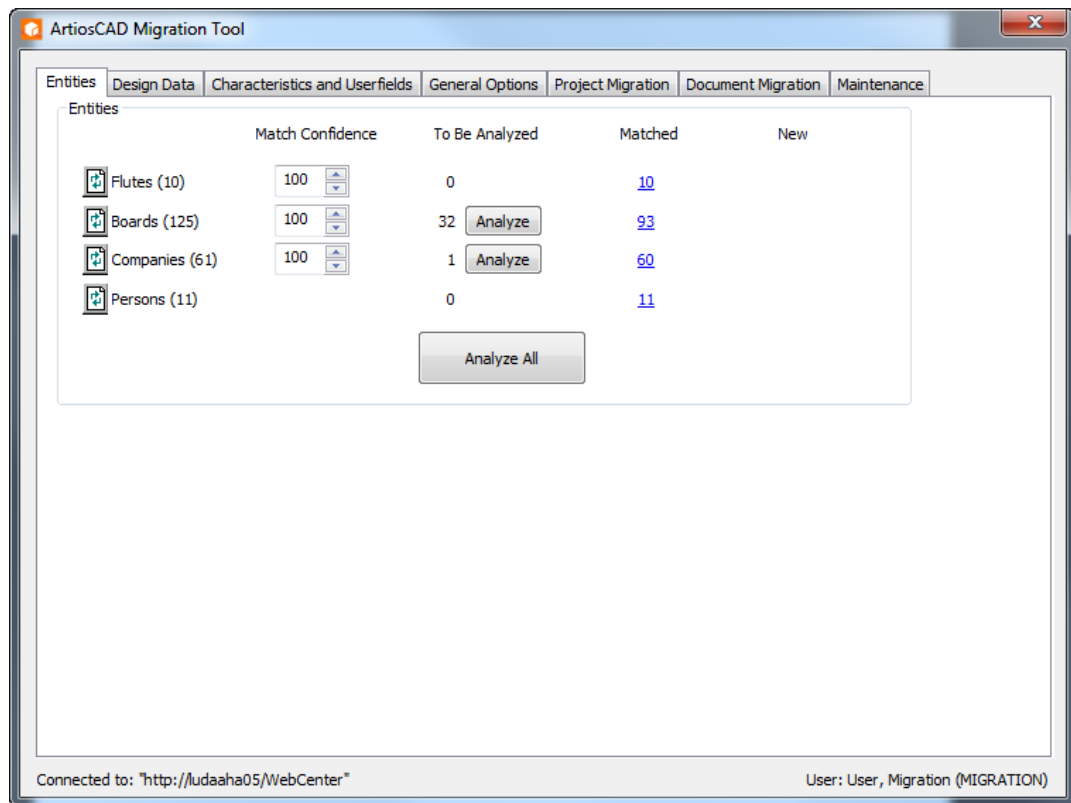 ArtiosCAD Migration Tool
Entities Design Data Characteristics and Userfields General Options Project Migration Document Migration Maintenance
Entities
Match Confidence To Be Analyzed Matched New
Flutes (10) 100 0 10
Boards (125) 100 32 Analyze 93
Companies (61) 100 1 Analyze 60
Persons (11) 0 11
Analyze All
Connected to: "http://ludaaha05/WebCenter" User: User, Migration (MIGRATION)